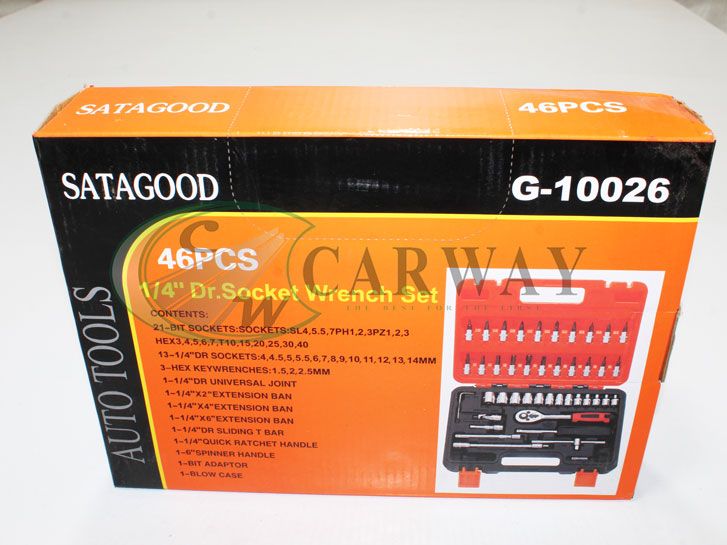 SATAGOOD 46PCS
SATAGOOD G-10026
46PCS
1/4" Dr.Socket Wrench Set
CARWAY
THE BEST FOR THE FIRST
CONTENTS:
21-BIT SOCKETS:SOCKETS:SL4,5.5,7PH1,2,3PZ1,2,3
HEX3,4,5,6,7,T10,15,20,25,30,40
13-1/4"DR SOCKETS:4,4.5,5,5.5,6,7,8,9,10,11,12,13,14MM
3-HEX KEYWRENCHES:1.5,2,2.5MM
1-1/4"DR UNIVERSAL JOINT
1-1/4"X2"EXTENSION BAN
1-1/4"X4"EXTENSION BAN
1-1/4"X6"EXTENSION BAN
1-1/4"DR SLIDING T BAR
1-1/4"QUICK RATCHET HANDLE
1-6"SPINNER HANDLE
1-BIT ADAPTOR
1-BLOW CASE
AUTO TOOLS